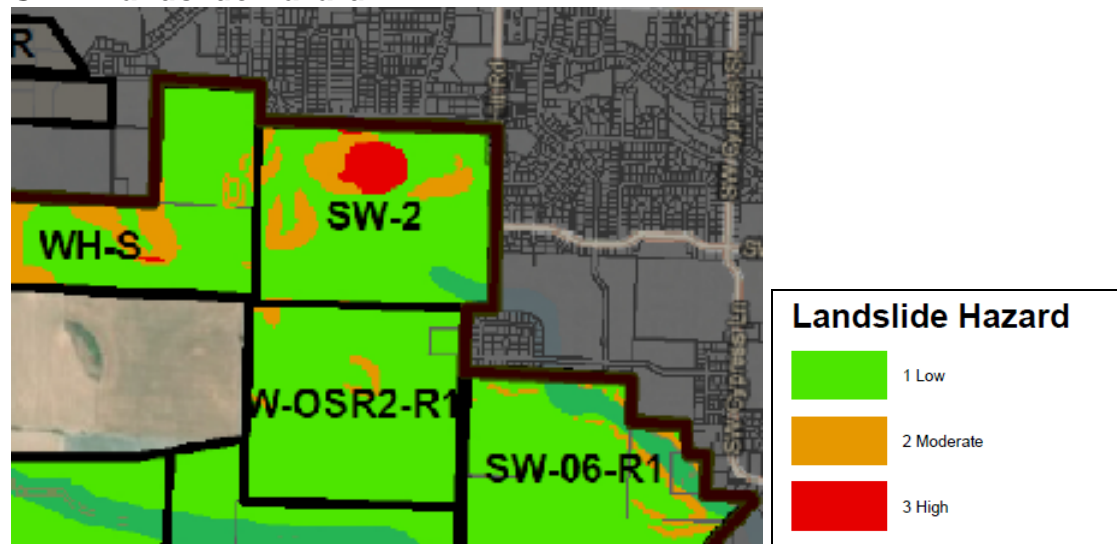 R
SW-2
WH-S
W-OSR2-R1
SW-06-R1
Landslide Hazard
1 Low
2 Moderate
3 High